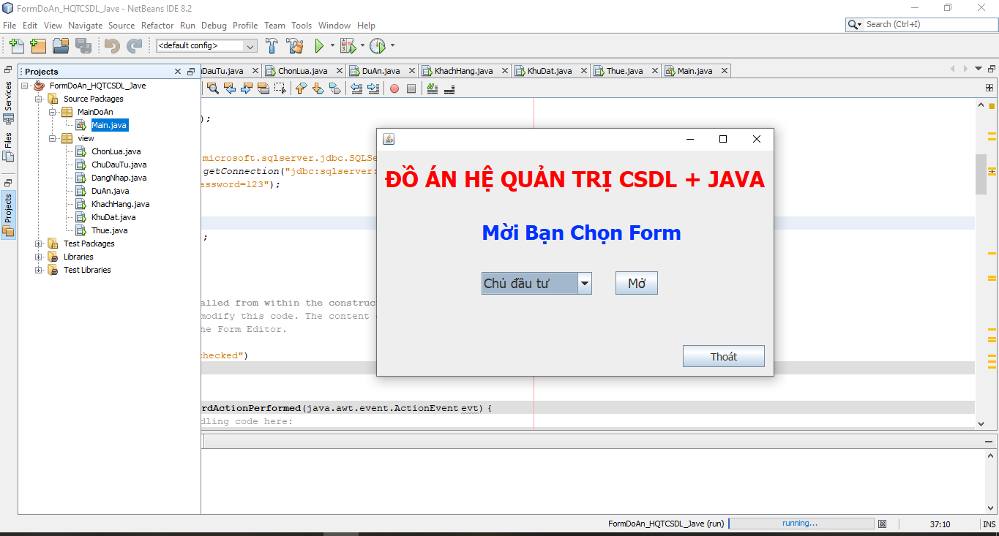 FormDoAn_HQTCSDL_Jave - NetBeans IDE 8.2
File Edit View Navigate Source Refactor Run Debug Profile Team Tools Window Help
Search (Ctrl+I)
<default config>
Projects
DauTu.java ChonLua.java DuAn.java KhachHang.java KhuDat.java Thue.java Main.java
Services
Files
Projects
FormDoAn_HQTCSDL_Jave
Source Packages
MainDoAn
Main.java
view
ChonLua.java
ChuDauTu.java
DangNhap.java
DuAn.java
KhachHang.java
KhuDat.java
Thue.java
Test Packages
Libraries
Test Libraries
);
microsoft.sqlserver.jdbc.SQLSe
getConnection("jdbc:sqlserver:
assword=123");
;
alled from within the construc
modify this code. The content
he Form Editor.
checked")
rdActionPerformed(java.awt.event.ActionEvent evt) {
dling code here:
ĐỒ ÁN HỆ QUẢN TRỊ CSDL + JAVA
Mời Bạn Chọn Form
Chủ đầu tư
Mở
Thoát
FormDoAn_HQTCSDL_Jave (run)
running...
37:10
INS